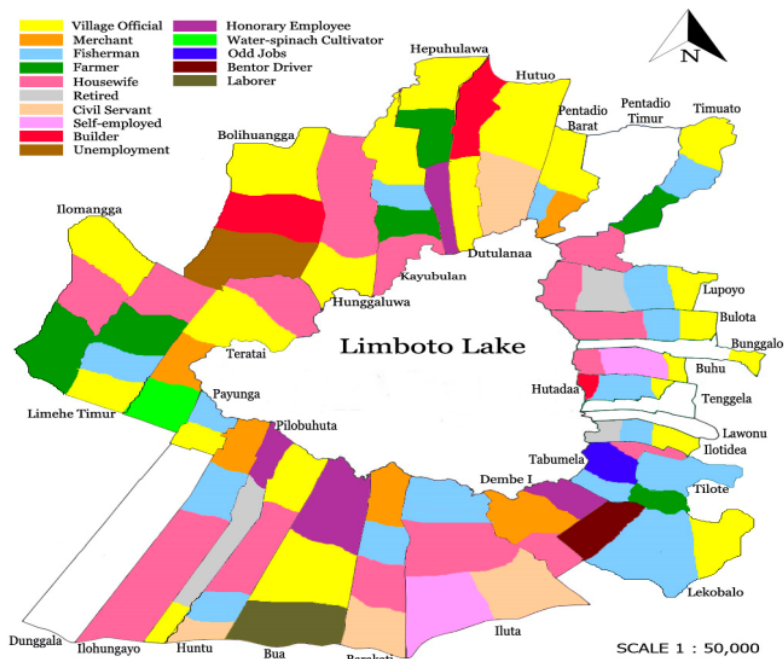 Village Official
Merchant
Fisherman
Farmer
Housewife
Retired
Civil Servant
Self-employed
Builder
Unemployment
Honorary Employee
Water-spinach Cultivator
Odd Jobs
Bentor Driver
Laborer
N
Hepuhulawa
Hutuo
Pentadio
Barat
Pentadio
Timur
Timuato
Bolihuangga
Ilomangga
Dutulanaa
Kayubulan
Hunggaluwa
Lupoyo
Bulota
Bunggalo
Limboto Lake
Teratai
Buhu
Hutadaa
Tenggela
Payunga
Limehe Timur
Pilobuhuta
Lawonu
Ilotidea
Tabumela
Dembe I
Tilote
Lekobalo
Dunggala
Ilohungayo
Huntu
Bua
Iluta
SCALE 1 : 50,000